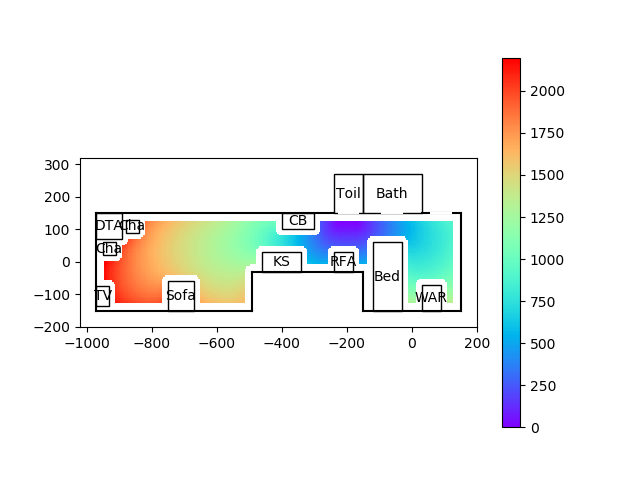 2000
1750
1500
1250
1000
750
500
250
0
300
200
100
0
−100
−200
−1000
−800
−600
−400
−200
0
200
Toil
Bath
DTA
Cha
CB
Cha
KS
RFA
Bed
TV
Sofa
WAR